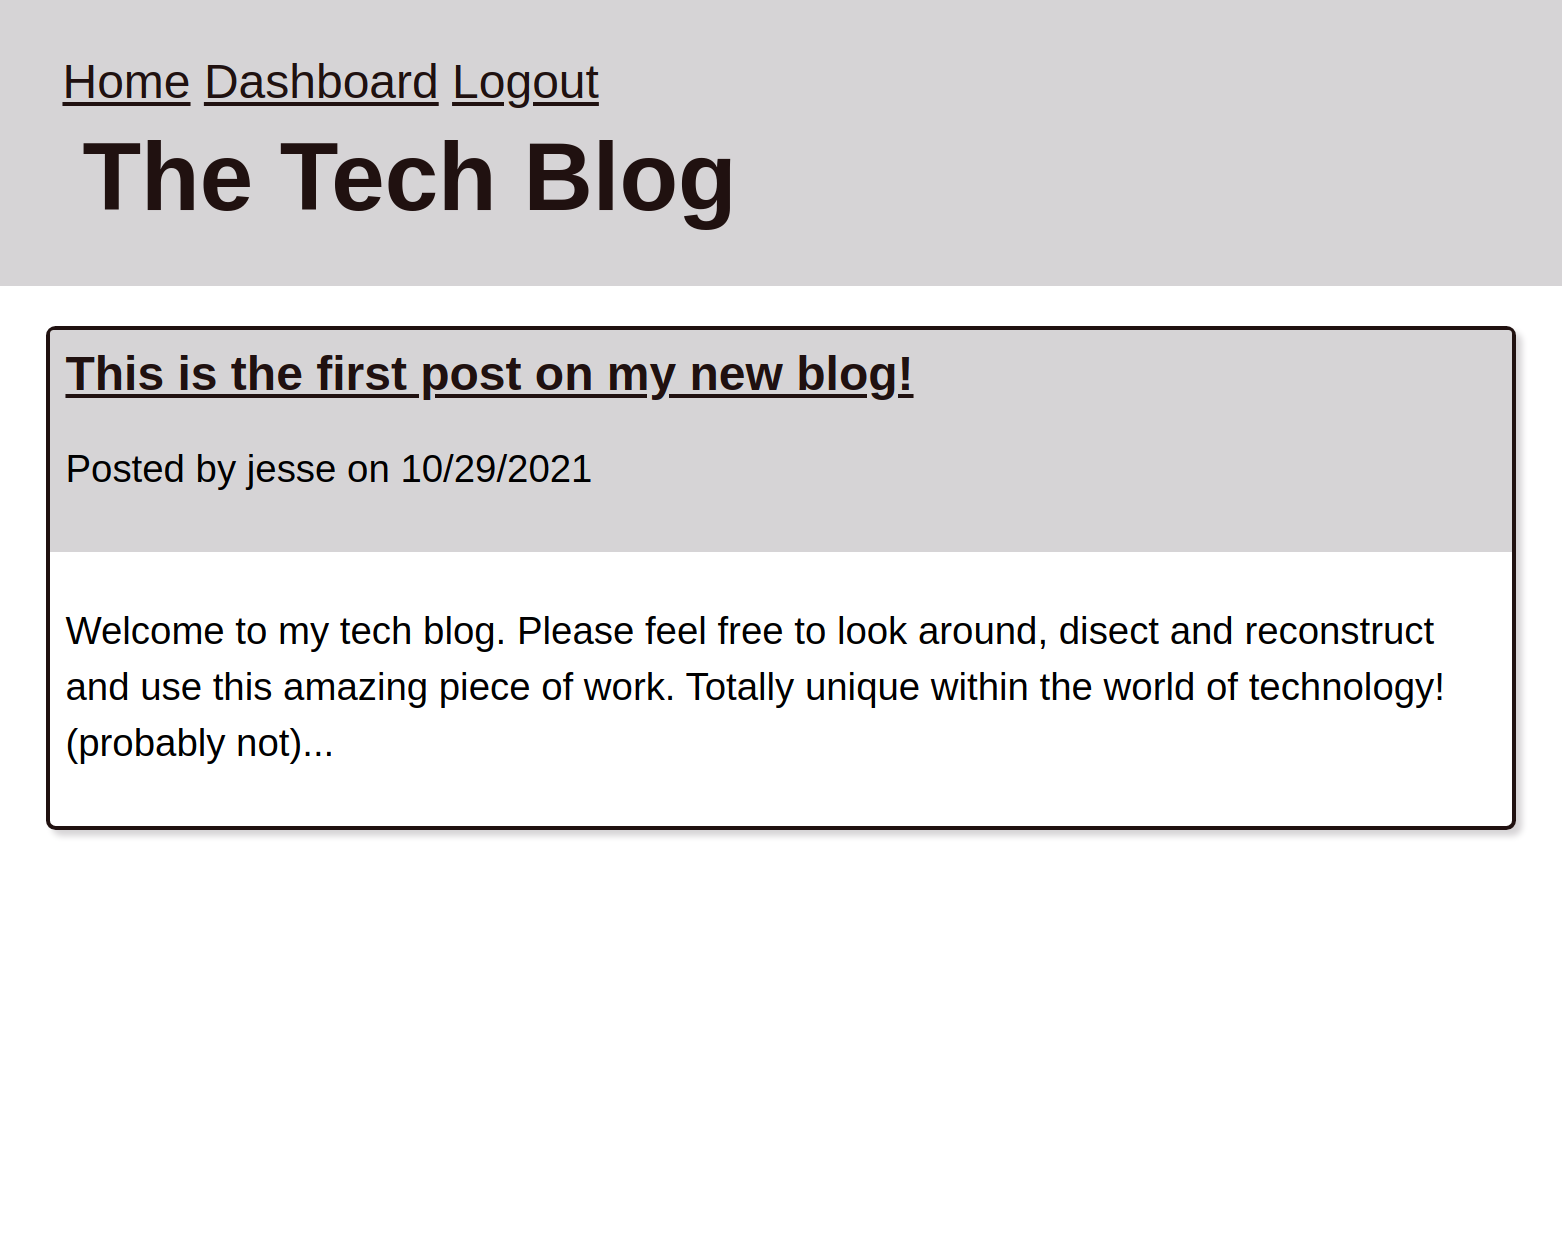 Home Dashboard Logout
The Tech Blog
This is the first post on my new blog!
Posted by jesse on 10/29/2021
Welcome to my tech blog. Please feel free to look around, disect and reconstruct
and use this amazing piece of work. Totally unique within the world of technology!
(probably not)...